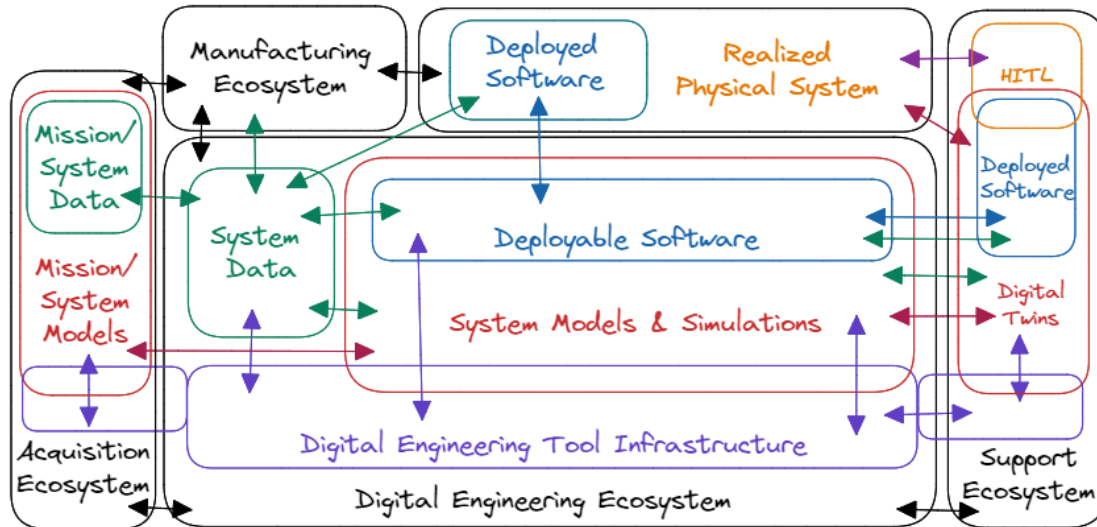 Manufacturing
Ecosystem
Deployed
Software
Realized
Physical System
HITL
Mission/
System
Data
Deployed
Software
System
Data
Deployable Software
Mission/
System
Models
System Models & Simulations
Digital
Twins
Digital Engineering Tool Infrastructure
Acquisition
Ecosystem
Digital Engineering Ecosystem
Support
Ecosystem